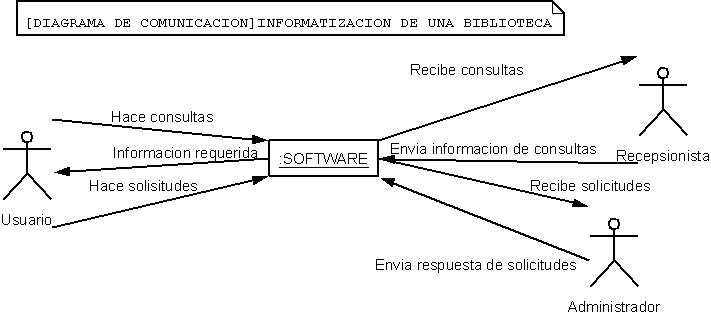 [DIAGRAMA DE COMUNICACION]INFORMATIZACION DE UNA BIBLIOTECA
Recibe consultas
Hace consultas
Informacion requerida
:SOFTWARE
Envia informacion de consultas
Recepsionista
Hace solisitudes
Recibe solicitudes
Usuario
Envia respuesta de solicitudes
Administrador